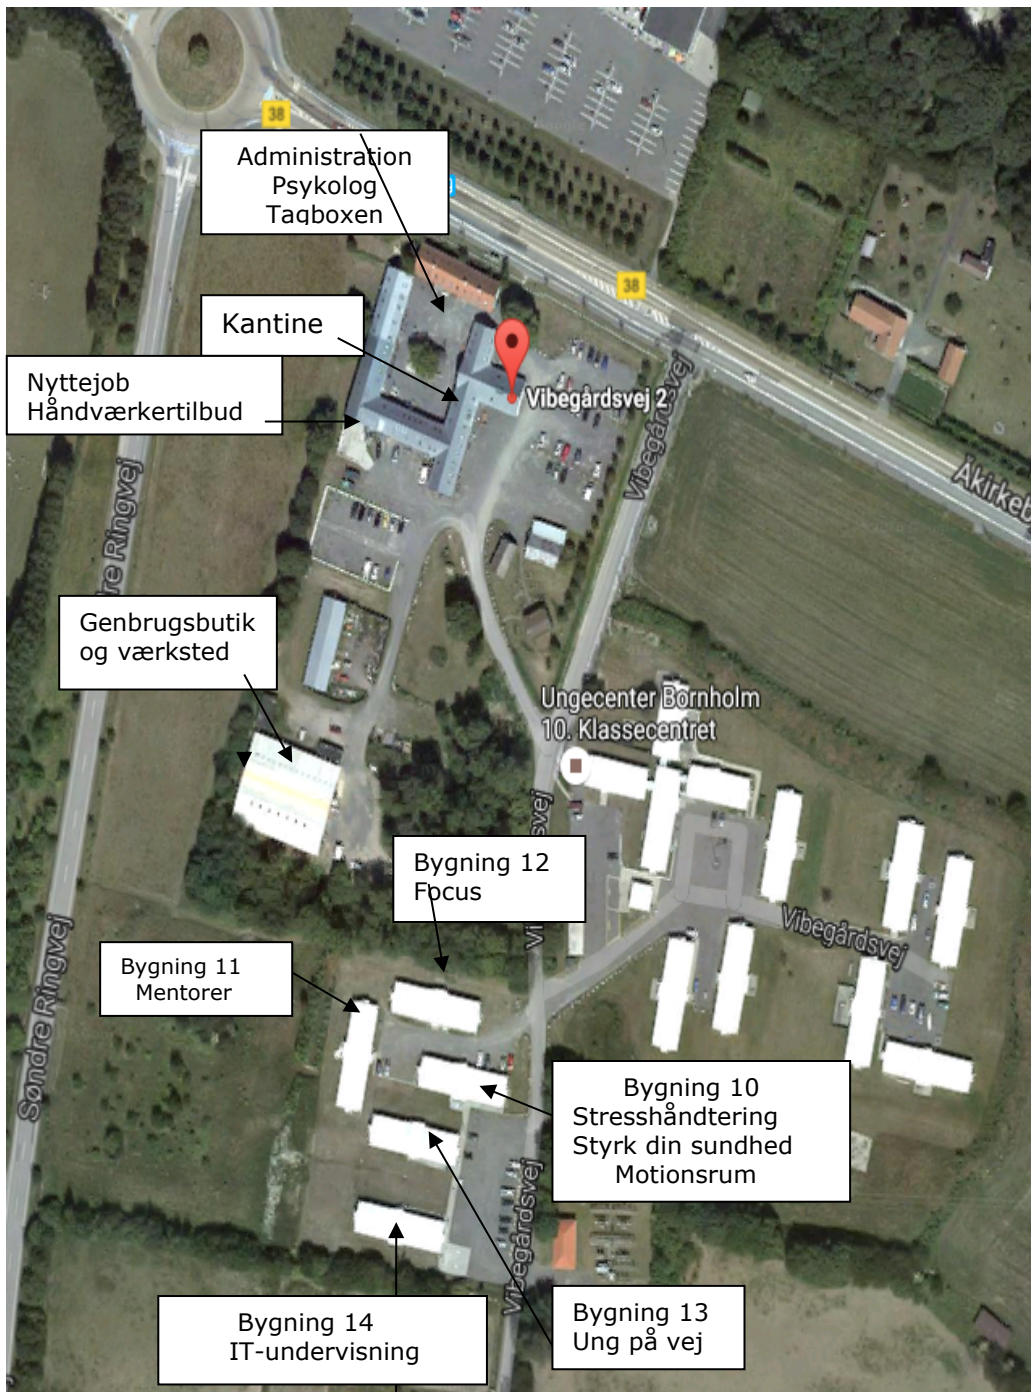 38
Administration
Psykolog
Tagboxen
38
Kantine
Nyttejob
Håndværkertilbud
Vibegårdsvej 2
Vibegårdsvej
Åkirkeb
Søndre Ringvej
Genbrugsbutik
og værksted
Ungecenter Bornholm
10. Klassecentret
Bygning 12
Focus
Vibegårdsvej
Bygning 11
Mentorer
Søndre Ringvej
Bygning 10
Stresshåndtering
Styrk din sundhed
Motionsrum
Vibegårdsvej
Bygning 14
IT-undervisning
Bygning 13
Ung på vej